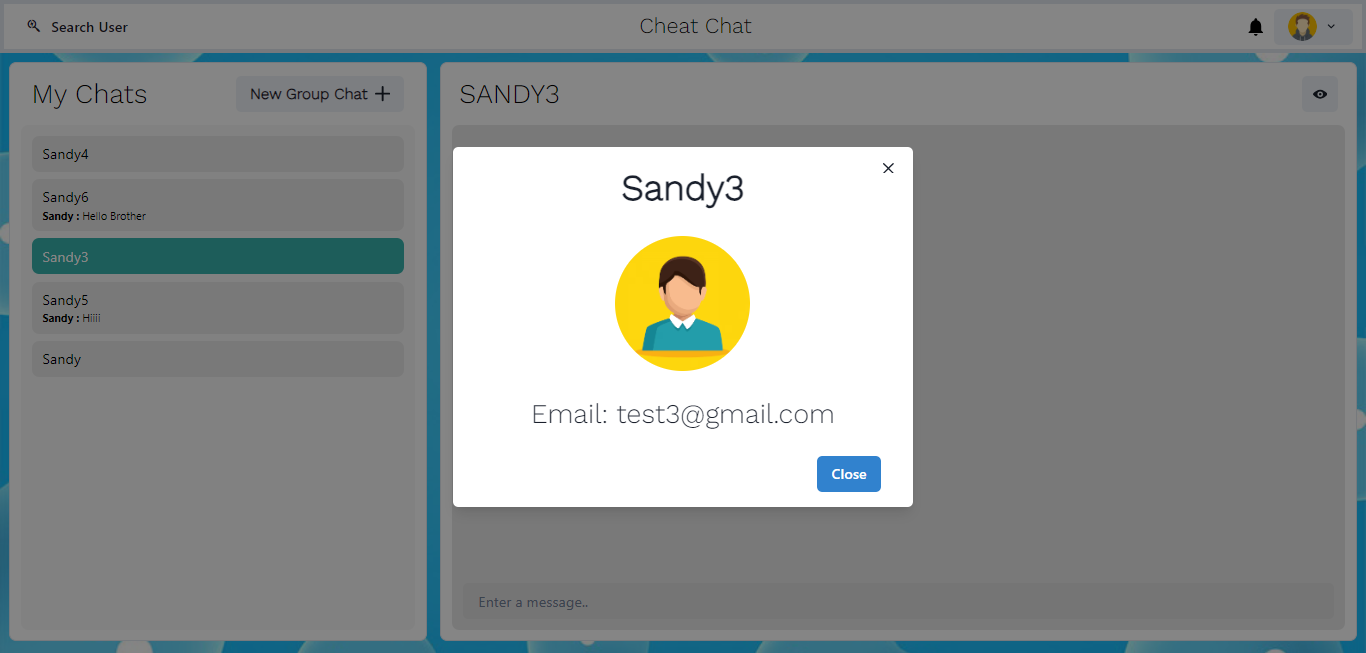 Search User
Cheat Chat
My Chats
New Group Chat
Sandy4
Sandy6
Sandy : Hello Brother
Sandy3
Sandy5
Sandy : Hiiii
Sandy
SANDY3
Sandy3
Email: test3@gmail.com
Close
Enter a message..